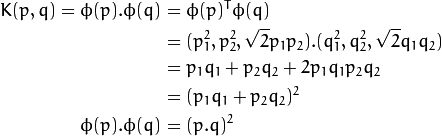 K(p, q) = ϕ(p).ϕ(q) = ϕ(p)ᵀϕ(q)
= (p₁², p₂², √2p₁p₂).(q₁², q₂², √2q₁q₂)
= p₁q₁ + p₂q₂ + 2p₁q₁p₂q₂
= (p₁q₁ + p₂q₂)²
ϕ(p).ϕ(q) = (p.q)²